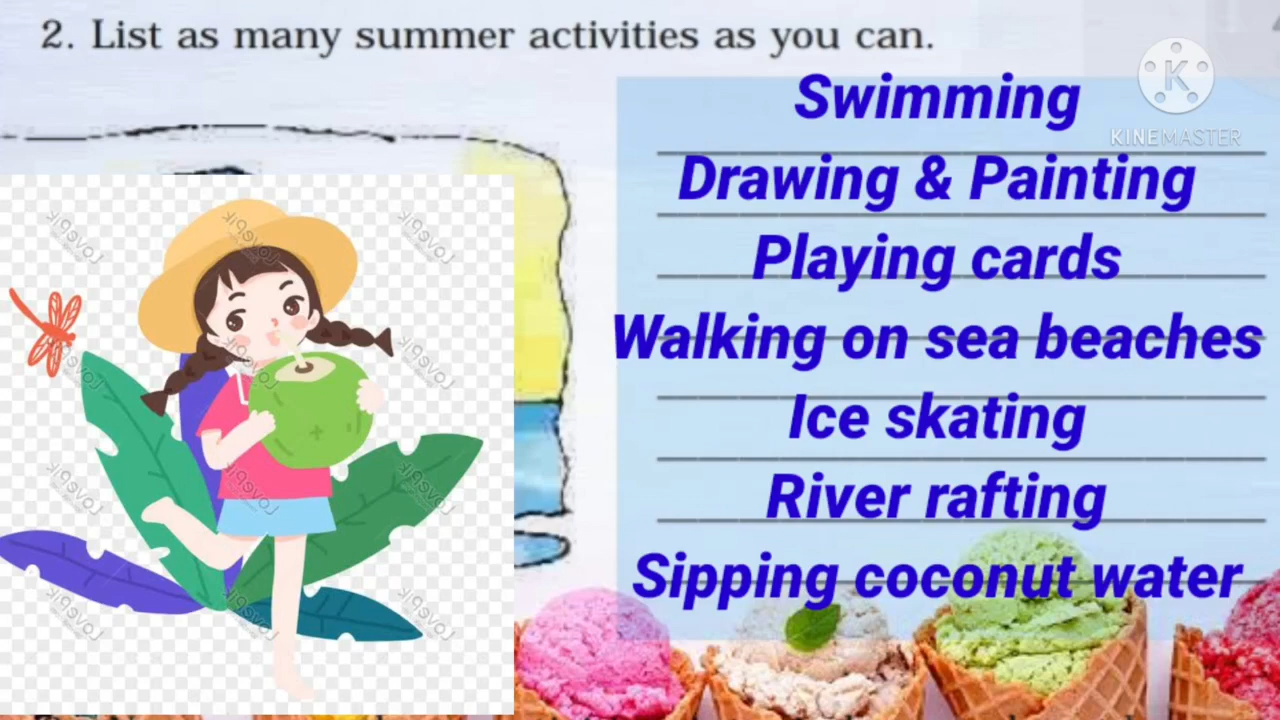 2. List as many summer activities as you can.
KINEMASTER
Swimming
Drawing & Painting
Playing cards
Walking on sea beaches
Ice skating
River rafting
Sipping coconut water